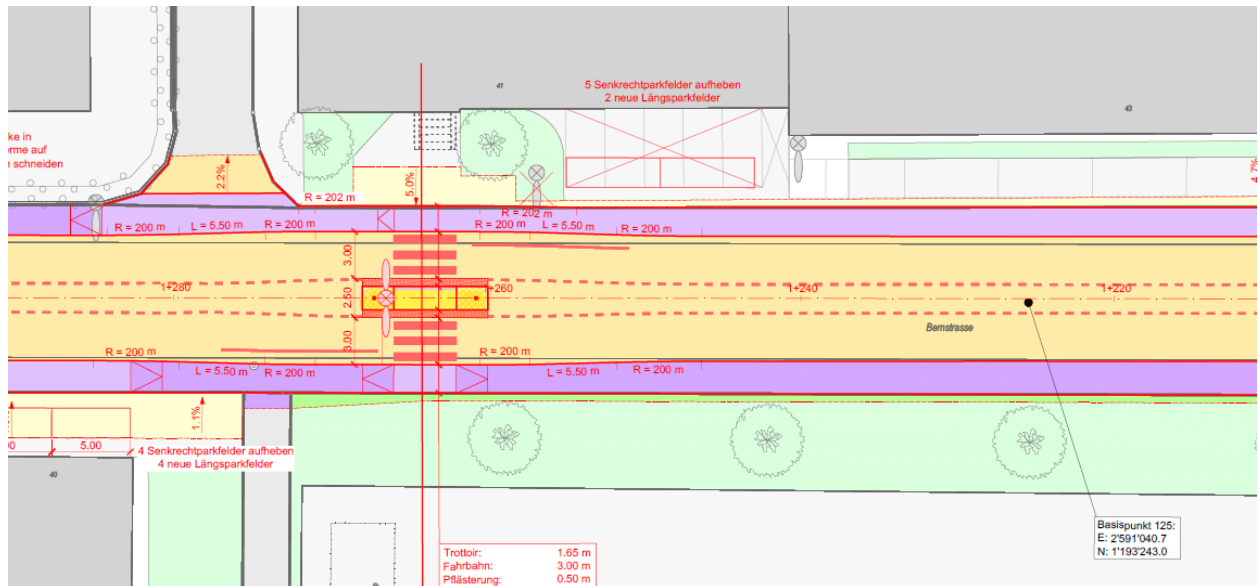 41
5 Senkrechtparkfelder aufheben
2 neue Längsparkfelder
43
ke in
erme auf
n schneiden
2.2%
5.0%
4.7%
R = 202 m
R = 202 m
R = 200 m
L = 5.50 m
R = 200 m
R = 200 m
L = 5.50 m
R = 200 m
3.00
1+280
2.50
1+260
1+240
1+220
Bernstrasse
3.00
R = 200 m
R = 200 m
L = 5.50 m
R = 200 m
L = 5.50 m
R = 200 m
1.1%
5.00
4 Senkrechtparkfelder aufheben
4 neue Längsparkfelder
40
Basispunkt 125:
E: 2'591'040.7
N: 1'193'243.0
Trottoir: 1.65 m
Fahrbahn: 3.00 m
Pflästerung: 0.50 m